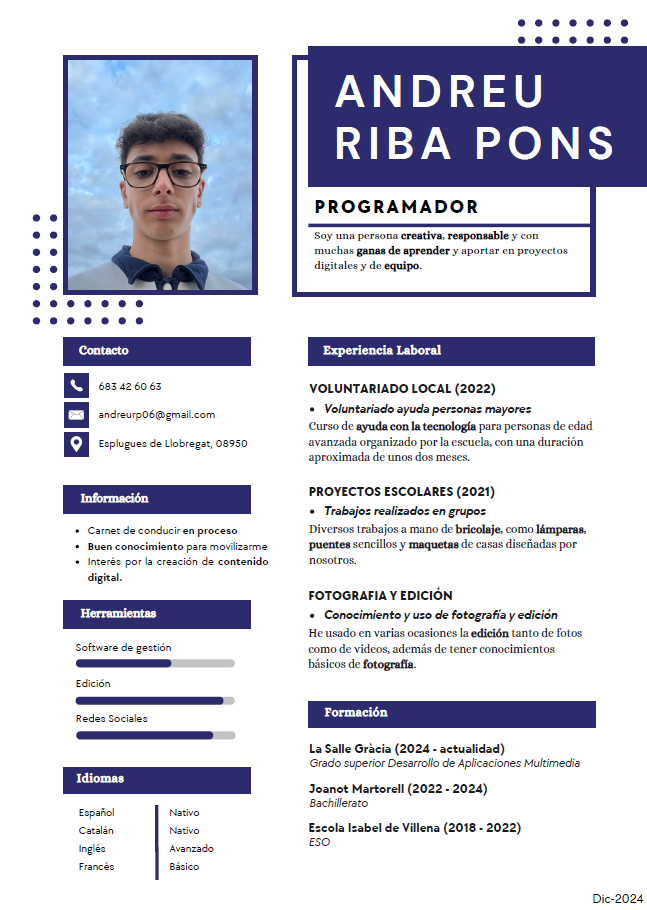 ANDREU
RIBA PONS
PROGRAMADOR
Soy una persona creativa, responsable y con
muchas ganas de aprender y aportar en proyectos
digitales y de equipo.
Contacto
683 42 60 63
andreurp06@gmail.com
Esplugues de Llobregat, 08950
Información
• Carnet de conducir en proceso
• Buen conocimiento para movilizarme
• Interés por la creación de contenido
digital.
Herramientas
Software de gestión
Edición
Redes Sociales
Idiomas
Español Nativo
Catalán Nativo
Inglés Avanzado
Francés Básico
Experiencia Laboral
VOLUNTARIADO LOCAL (2022)
• Voluntariado ayuda personas mayores
Curso de ayuda con la tecnología para personas de edad
avanzada organizado por la escuela, con una duración
aproximada de unos dos meses.
PROYECTOS ESCOLARES (2021)
• Trabajos realizados en grupos
Diversos trabajos a mano de bricolaje, como lámparas,
puentes sencillos y maquetas de casas diseñadas por
nosotros.
FOTOGRAFIA Y EDICIÓN
• Conocimiento y uso de fotografía y edición
He usado en varias ocasiones la edición tanto de fotos
como de videos, además de tener conocimientos
básicos de fotografía.
Formación
La Salle Gràcia (2024 - actualidad)
Grado superior Desarrollo de Aplicaciones Multimedia
Joanot Martorell (2022 - 2024)
Bachillerato
Escola Isabel de Villena (2018 - 2022)
ESO
Dic-2024